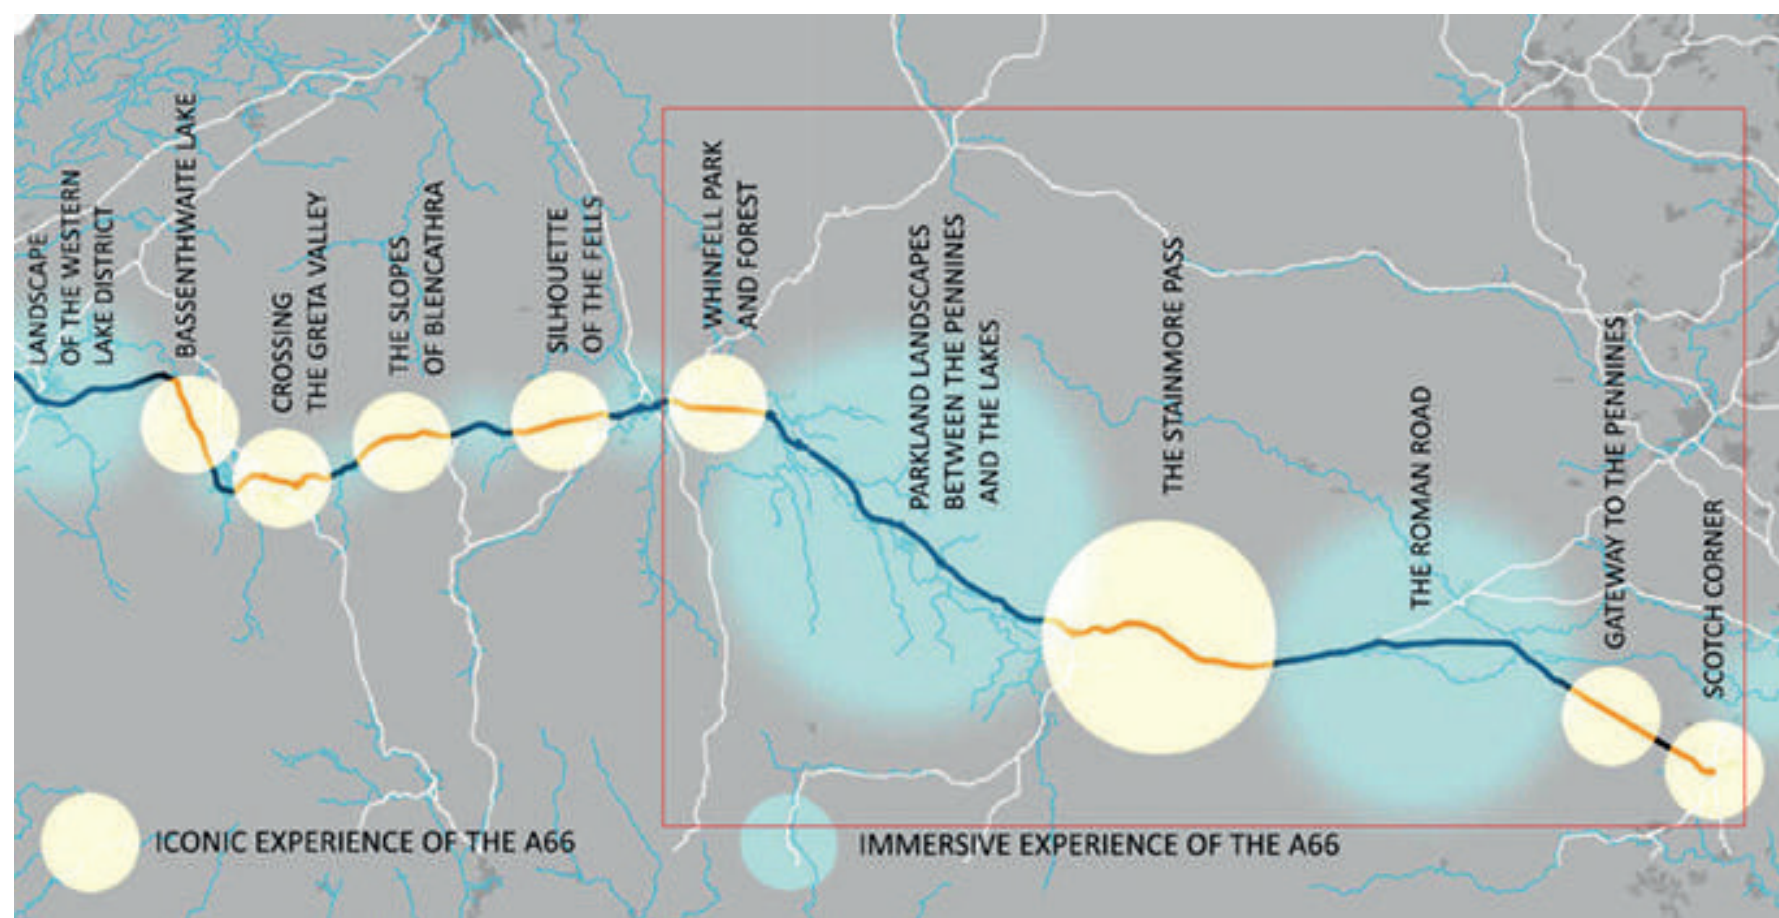 LANDSCAPE
OF THE WESTERN
LAKE DISTRICT
BASSENTHWAITE LAKE
CROSSING
THE GRETA VALLEY
THE SLOPES
OF BLENCATHRA
SILHOUETTE
OF THE FELLS
WHINFELL PARK
AND FOREST
PARKLAND LANDSCAPES
BETWEEN THE PENNINES
AND THE LAKES
THE STAINMORE PASS
THE ROMAN ROAD
GATEWAY TO THE PENNINES
SCOTCH CORNER
ICONIC EXPERIENCE OF THE A66
IMMERSIVE EXPERIENCE OF THE A66